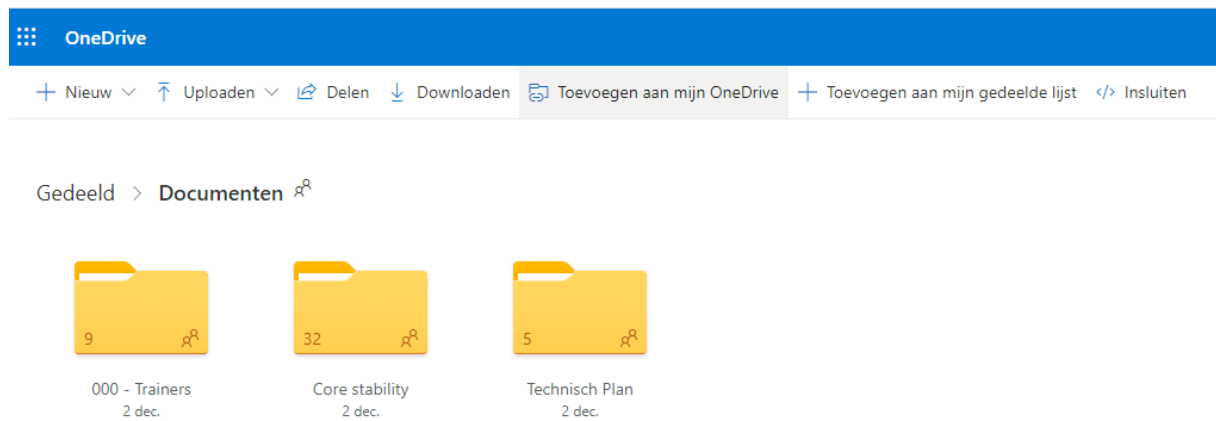 OneDrive
Nieuw Uploaden Delen Downloaden Toevoegen aan mijn OneDrive Toevoegen aan mijn gedeelde lijst Insluiten
Gedeeld > Documenten
9 32 5
000 - Trainers Core stability Technisch Plan
2 dec. 2 dec. 2 dec.